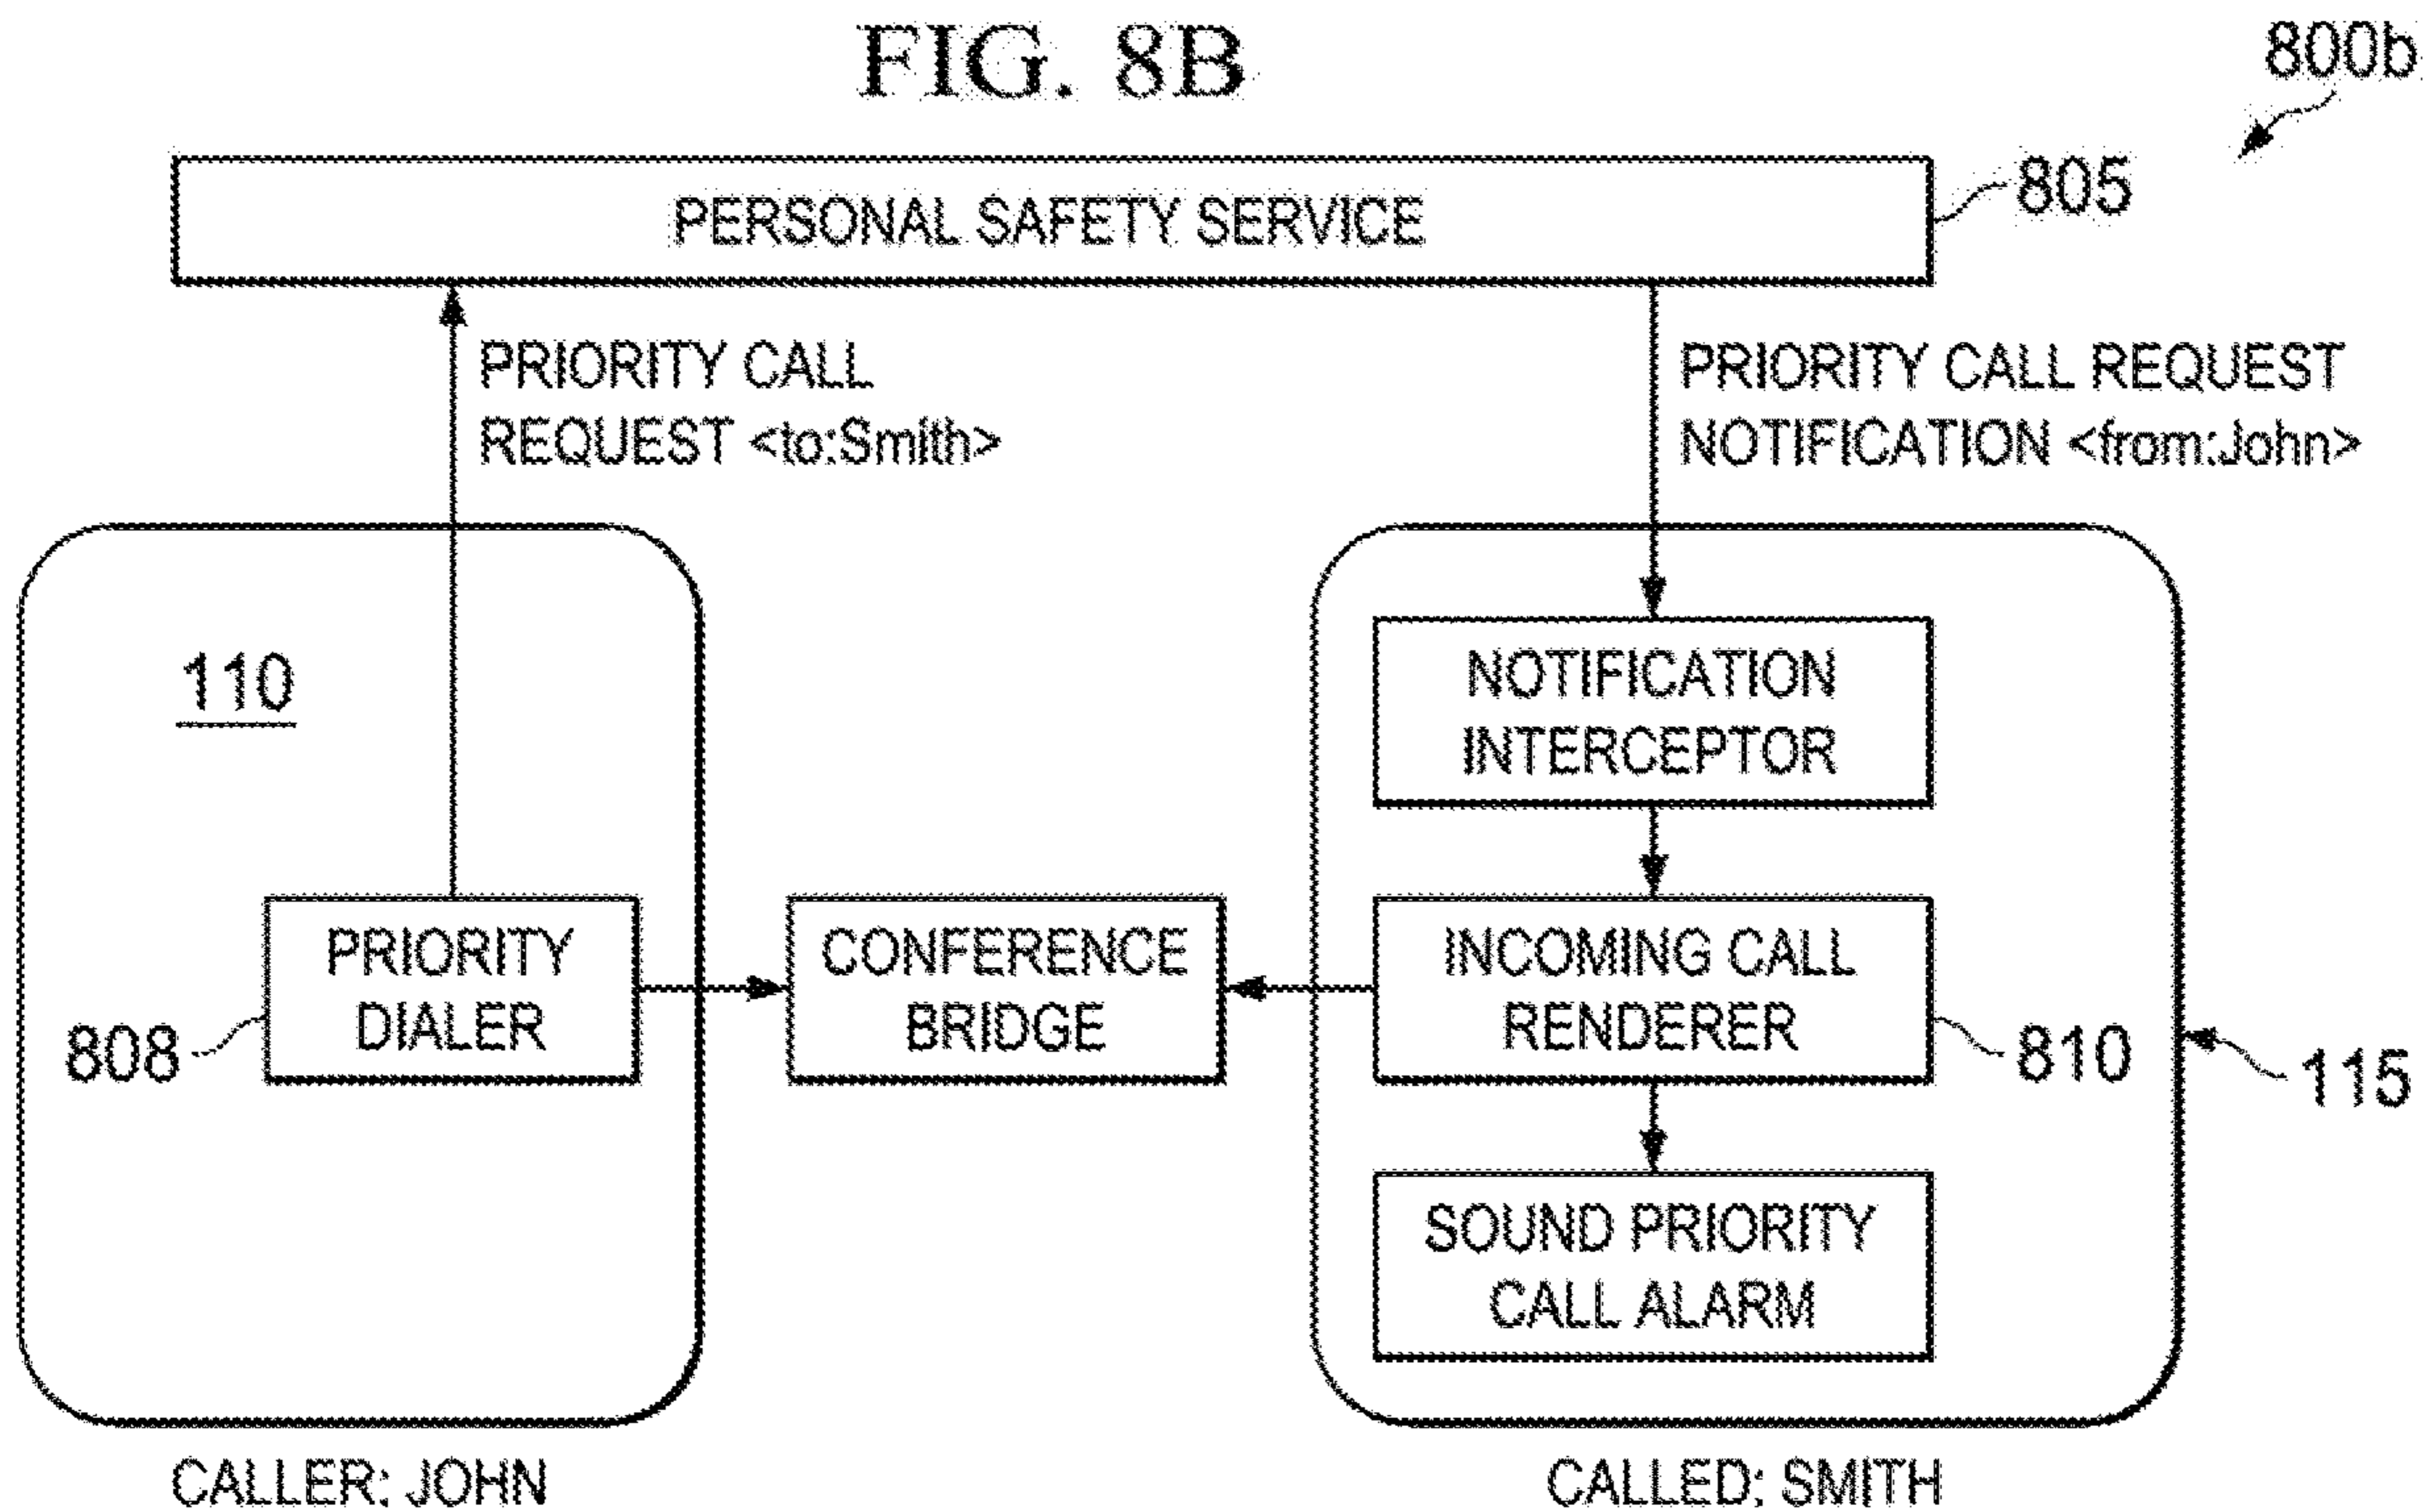 FIG. 8B
800b
PERSONAL SAFETY SERVICE
805
PRIORITY CALL
REQUEST <to:Smith>
PRIORITY CALL REQUEST
NOTIFICATION <from:John>
110
NOTIFICATION
INTERCEPTOR
PRIORITY
DIALER
808
CONFERENCE
BRIDGE
INCOMING CALL
RENDERER
810
115
SOUND PRIORITY
CALL ALARM
CALLER: JOHN
CALLED: SMITH